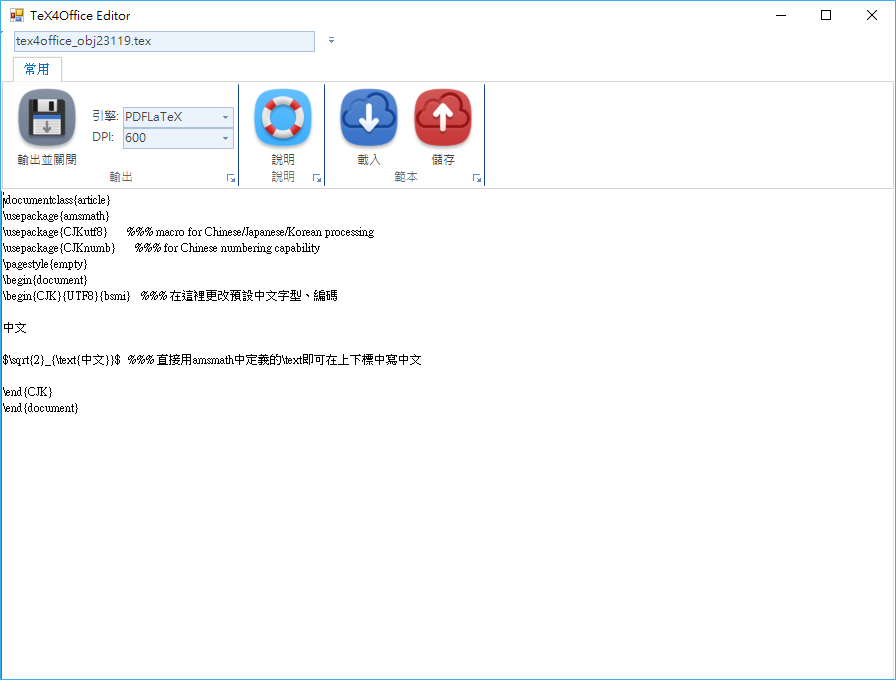 TeX4Office Editor
tex4office_obj23119.tex
常用
引擎: PDFLaTeX
DPI: 600
輸出並關閉
說明
載入
儲存
輸出
說明
範本
\documentclass{article}
\usepackage{amsmath}
\usepackage{CJKutf8} %%% macro for Chinese/Japanese/Korean processing
\usepackage{CJKnumb} %%% for Chinese numbering capability
\pagestyle{empty}
\begin{document}
\begin{CJK}{UTF8}{bsmi} %%% 在這裡更改預設中文字型、編碼
中文
$\sqrt{2}_{\text{中文}}$ %%% 直接用amsmath中定義的\text即可在上下標中寫中文
\end{CJK}
\end{document}